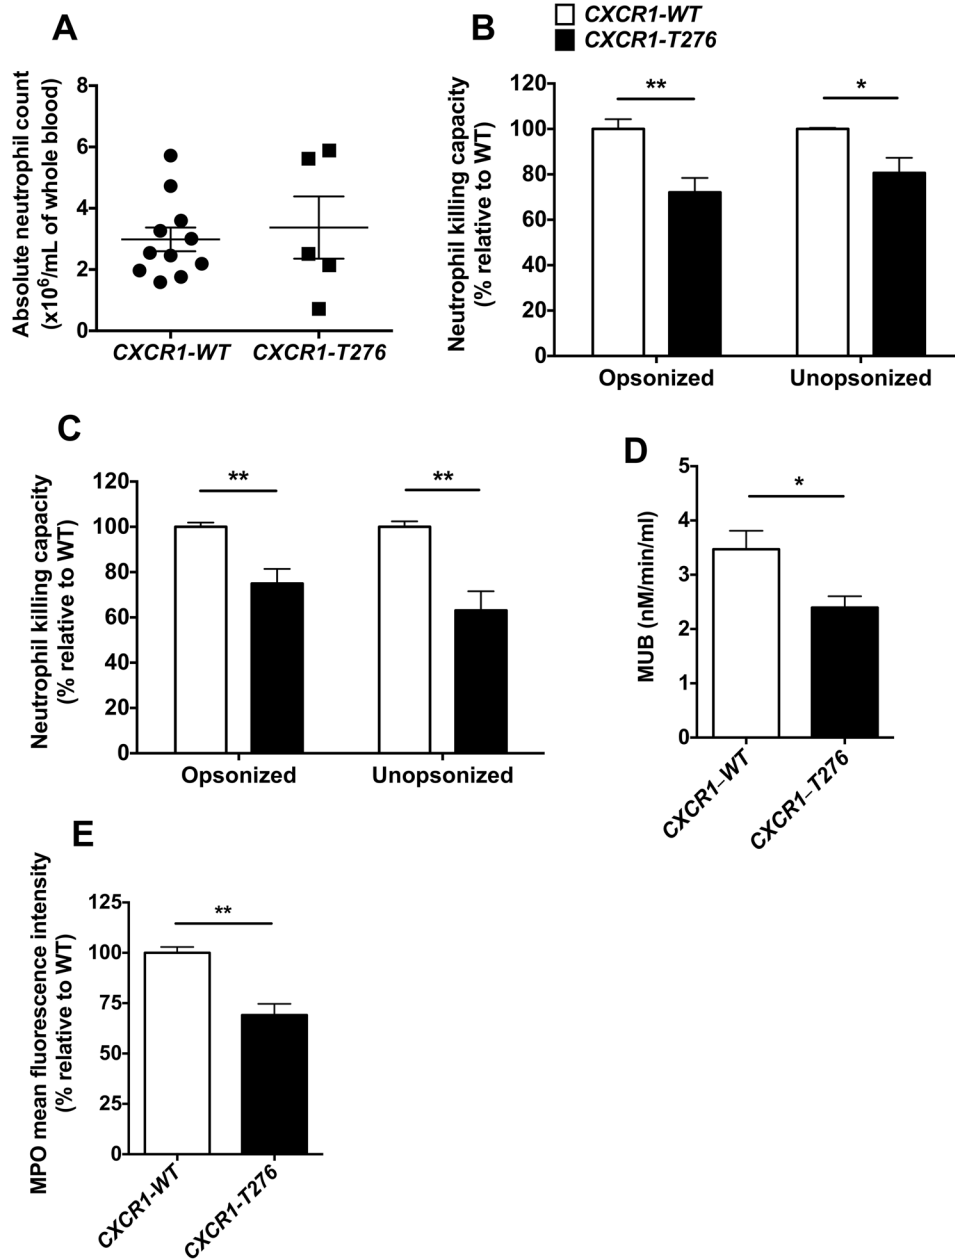 A
Absolute neutrophil count
(x10⁶/mL of whole blood)
8
6
4
2
0
CXCR1-WT CXCR1-T276
CXCR1-WT
CXCR1-T276
B
Neutrophil killing capacity
(% relative to WT)
120
100
80
60
40
20
0
** *
Opsonized Unopsonized
C
Neutrophil killing capacity
(% relative to WT)
120
100
80
60
40
20
0
** **
Opsonized Unopsonized
D
MUB (nM/min/ml)
5
4
3
2
1
0
*
CXCR1–WT CXCR1–T276
E
MPO mean fluorescence intensity
(% relative to WT)
125
100
75
50
25
0
**
CXCR1-WT CXCR1-T276